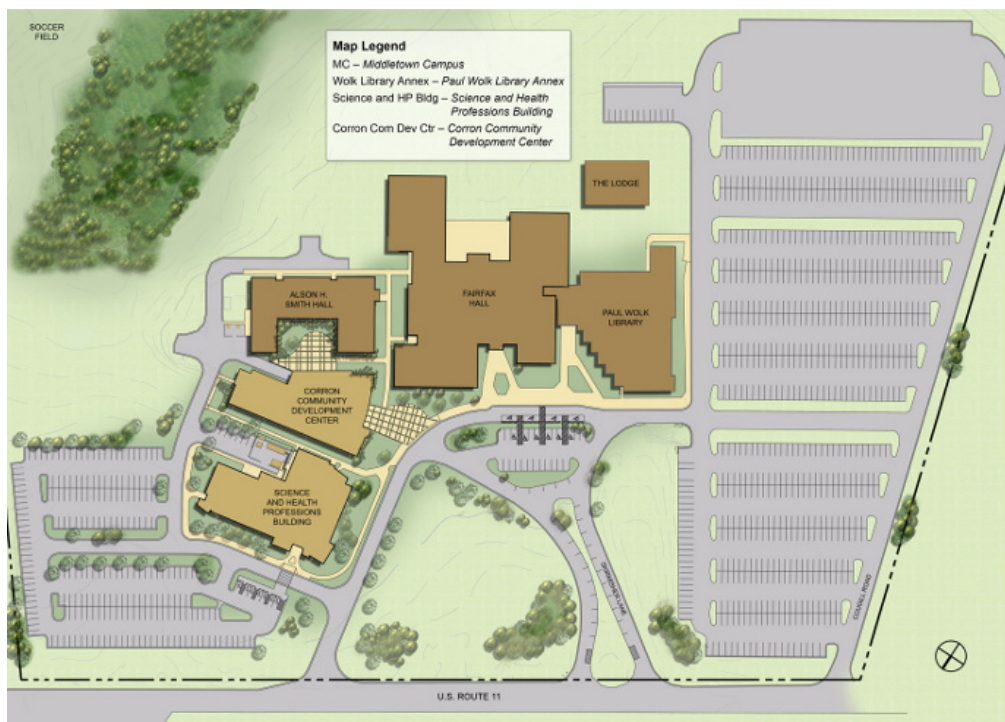 SOCCER
FIELD
Map Legend
MC – Middletown Campus
Wolk Library Annex – Paul Wolk Library Annex
Science and HP Bldg – Science and Health
Professions Building
Corron Com Dev Ctr – Corron Community
Development Center
THE LODGE
ALSON H.
SMITH HALL
FAIRFAX
HALL
PAUL WOLK
LIBRARY
CORRON
COMMUNITY
DEVELOPMENT
CENTER
SCIENCE
AND HEALTH
PROFESSIONS
BUILDING
U.S. ROUTE 11